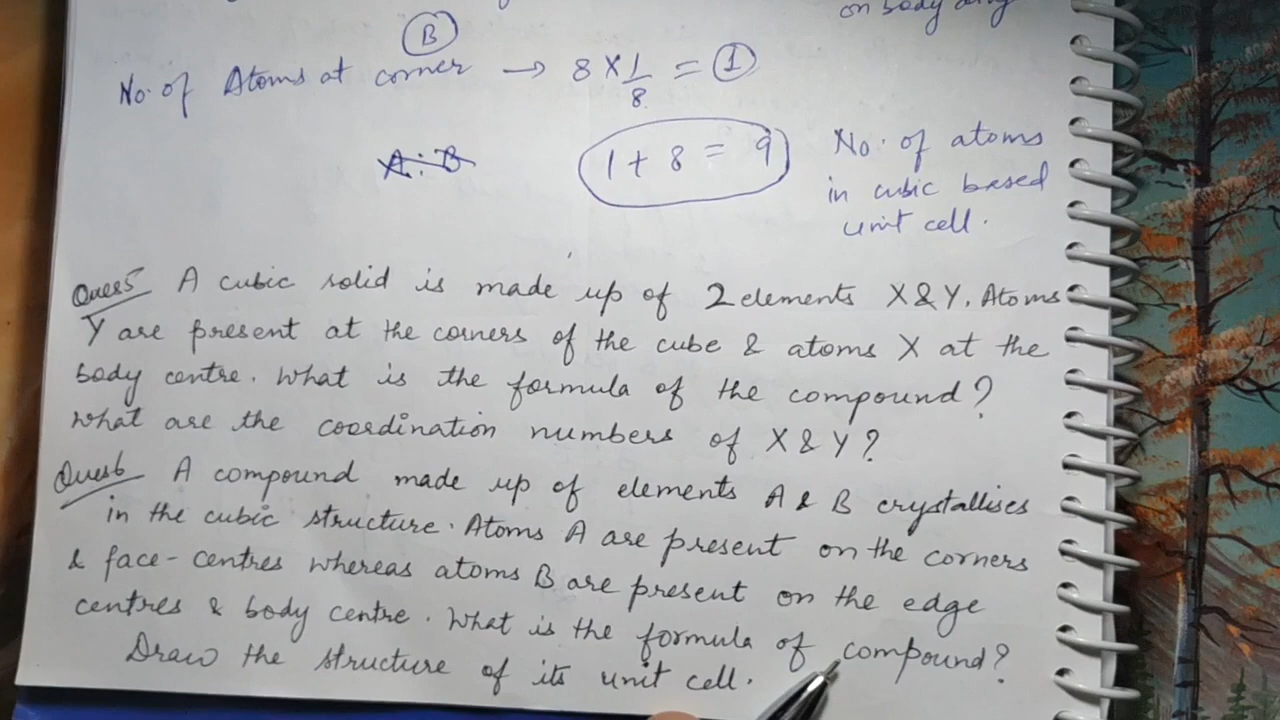 on body
B
No. of Atoms at corner → 8 × 1/8 = 1
A : B
1 + 8 = 9
No. of atoms
in cubic based
unit cell.
Ques5 A cubic solid is made up of 2 elements X & Y. Atoms
Y are present at the corners of the cube & atoms X at the
body centre. What is the formula of the compound?
What are the coordination numbers of X & Y?
Ques6 A compound made up of elements A & B crystallises
in the cubic structure. Atoms A are present on the corners
& face-centres whereas atoms B are present on the edge
centres & body centre. What is the formula of compound?
Draw the structure of its unit cell.